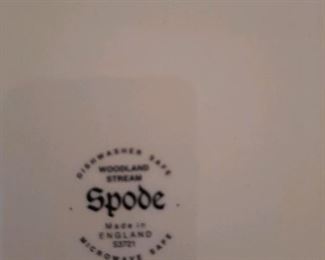 DISHWASHER SAFE
WOODLAND
STREAM
Spode
Made in
ENGLAND
S3721
MICROWAVE SAFE